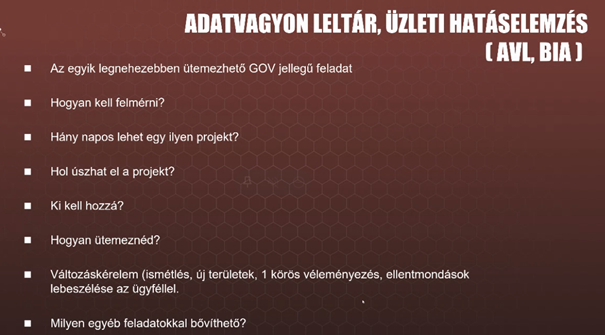 ADATVAGYON LELTÁR, ÜZLETI HATÁSELEMZÉS
( AVL, BIA )
Az egyik legnehezebben ütemezhető GOV jellegű feladat
Hogyan kell felmérni?
Hány napos lehet egy ilyen projekt?
Hol úszhat el a projekt?
Ki kell hozzá?
Hogyan ütemeznéd?
Változáskérelem (ismétlés, új területek, 1 körös véleményezés, ellentmondások
lebeszélése az ügyféllel.
Milyen egyéb feladatokkal bővíthető?